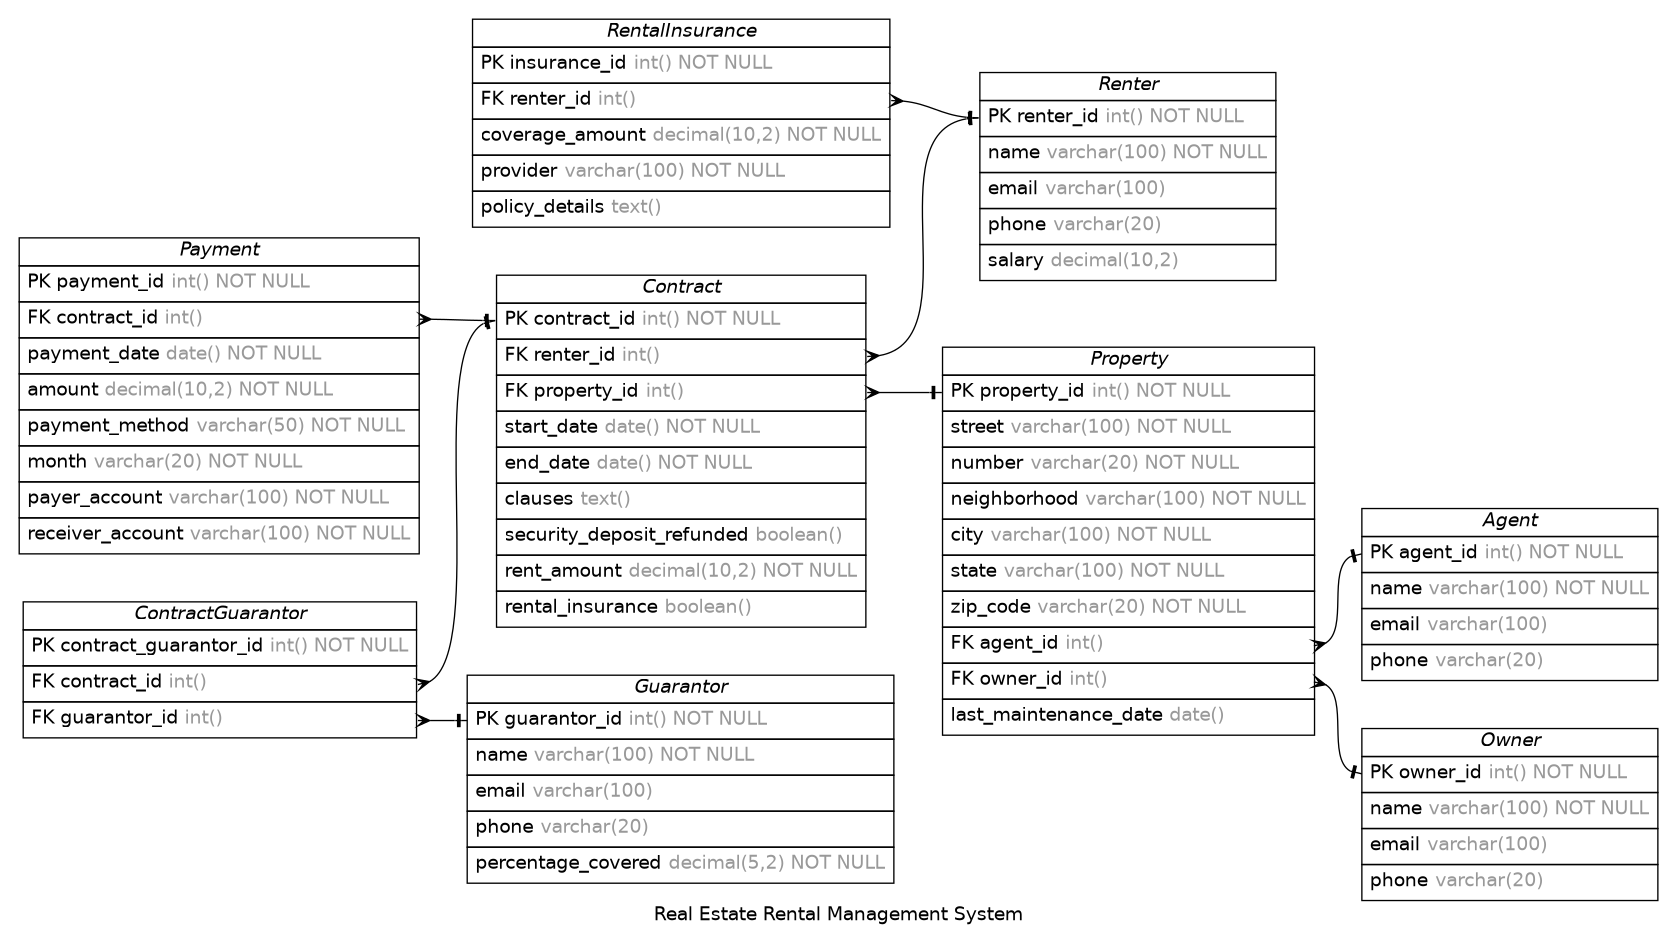 RentalInsurance
PK insurance_id int() NOT NULL
FK renter_id int()
coverage_amount decimal(10,2) NOT NULL
provider varchar(100) NOT NULL
policy_details text()
Renter
PK renter_id int() NOT NULL
name varchar(100) NOT NULL
email varchar(100)
phone varchar(20)
salary decimal(10,2)
Payment
PK payment_id int() NOT NULL
FK contract_id int()
payment_date date() NOT NULL
amount decimal(10,2) NOT NULL
payment_method varchar(50) NOT NULL
month varchar(20) NOT NULL
payer_account varchar(100) NOT NULL
receiver_account varchar(100) NOT NULL
Contract
PK contract_id int() NOT NULL
FK renter_id int()
FK property_id int()
start_date date() NOT NULL
end_date date() NOT NULL
clauses text()
security_deposit_refunded boolean()
rent_amount decimal(10,2) NOT NULL
rental_insurance boolean()
Property
PK property_id int() NOT NULL
street varchar(100) NOT NULL
number varchar(20) NOT NULL
neighborhood varchar(100) NOT NULL
city varchar(100) NOT NULL
state varchar(100) NOT NULL
zip_code varchar(20) NOT NULL
FK agent_id int()
FK owner_id int()
last_maintenance_date date()
Agent
PK agent_id int() NOT NULL
name varchar(100) NOT NULL
email varchar(100)
phone varchar(20)
ContractGuarantor
PK contract_guarantor_id int() NOT NULL
FK contract_id int()
FK guarantor_id int()
Guarantor
PK guarantor_id int() NOT NULL
name varchar(100) NOT NULL
email varchar(100)
phone varchar(20)
percentage_covered decimal(5,2) NOT NULL
Owner
PK owner_id int() NOT NULL
name varchar(100) NOT NULL
email varchar(100)
phone varchar(20)
Real Estate Rental Management System